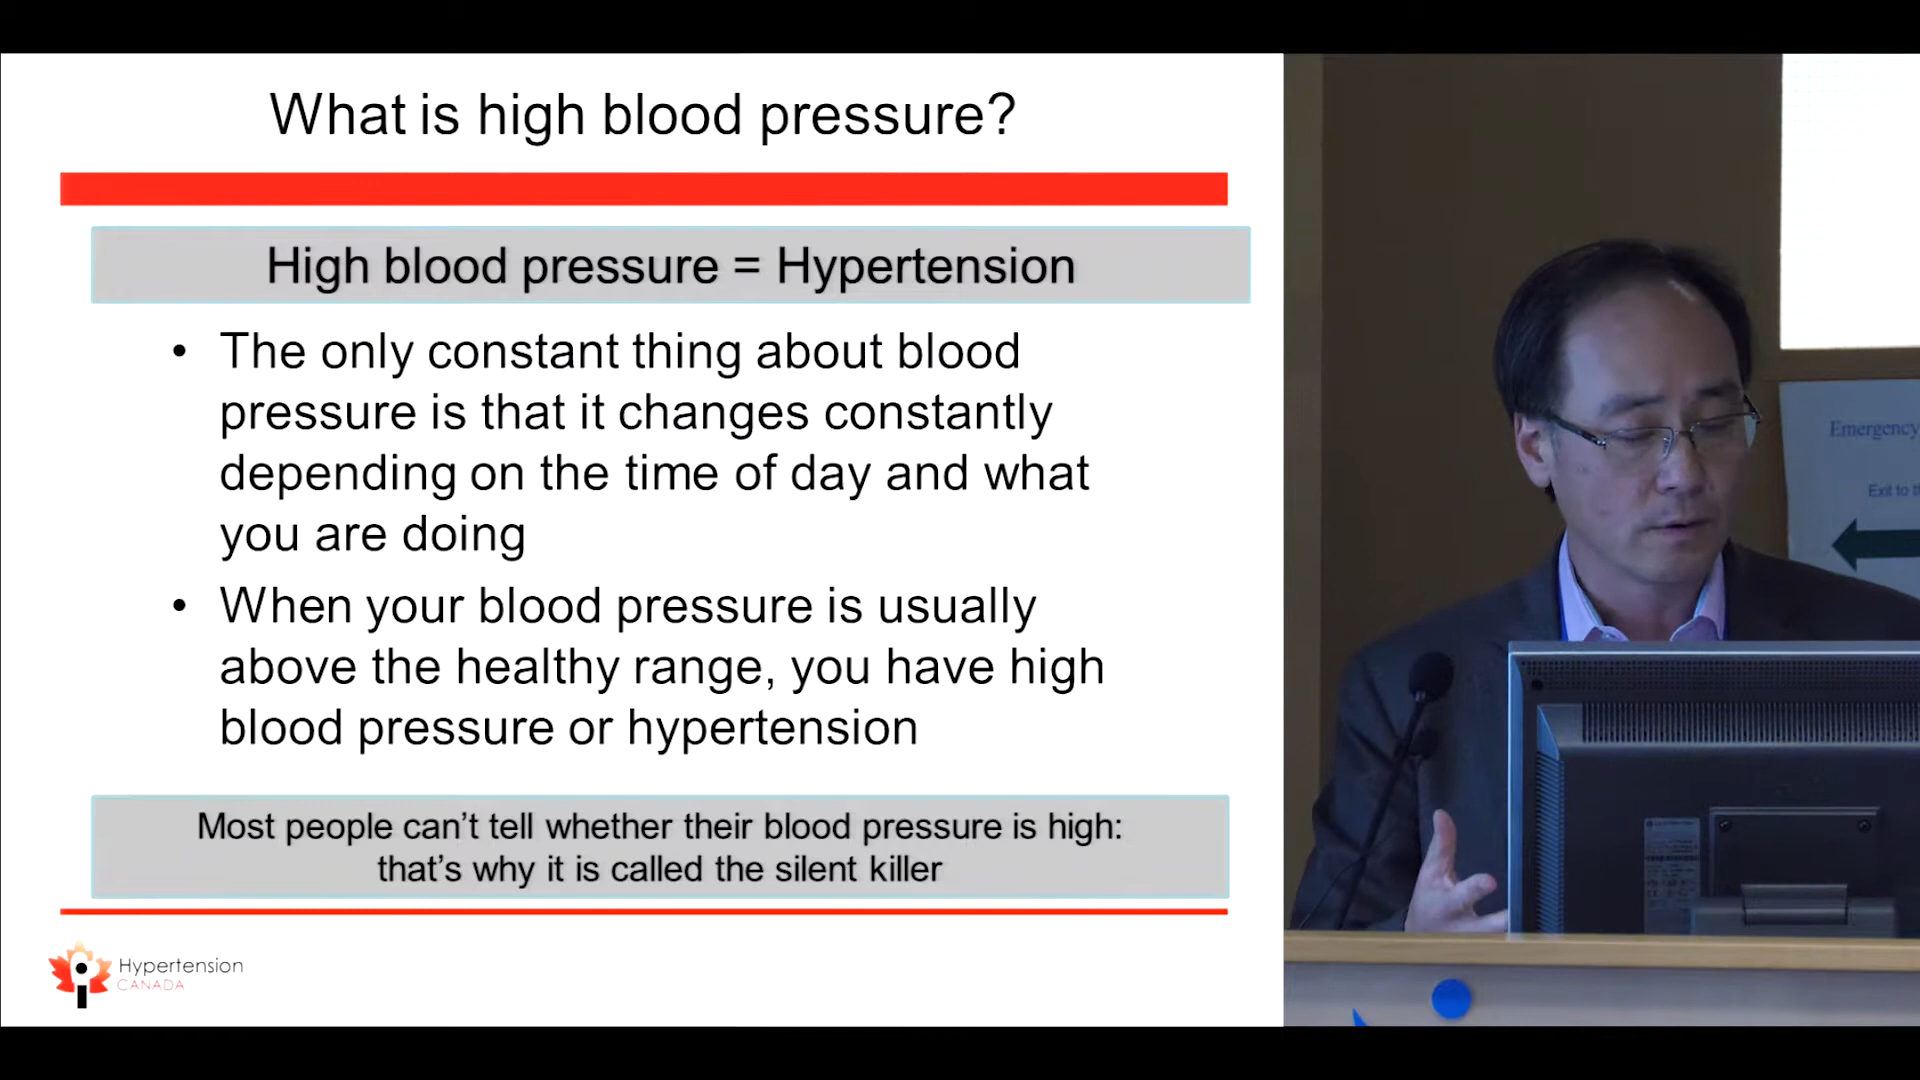 What is high blood pressure?
High blood pressure = Hypertension
• The only constant thing about blood
pressure is that it changes constantly
depending on the time of day and what
you are doing
• When your blood pressure is usually
above the healthy range, you have high
blood pressure or hypertension
Most people can’t tell whether their blood pressure is high:
that’s why it is called the silent killer
Hypertension
CANADA
Emergency
Exit to